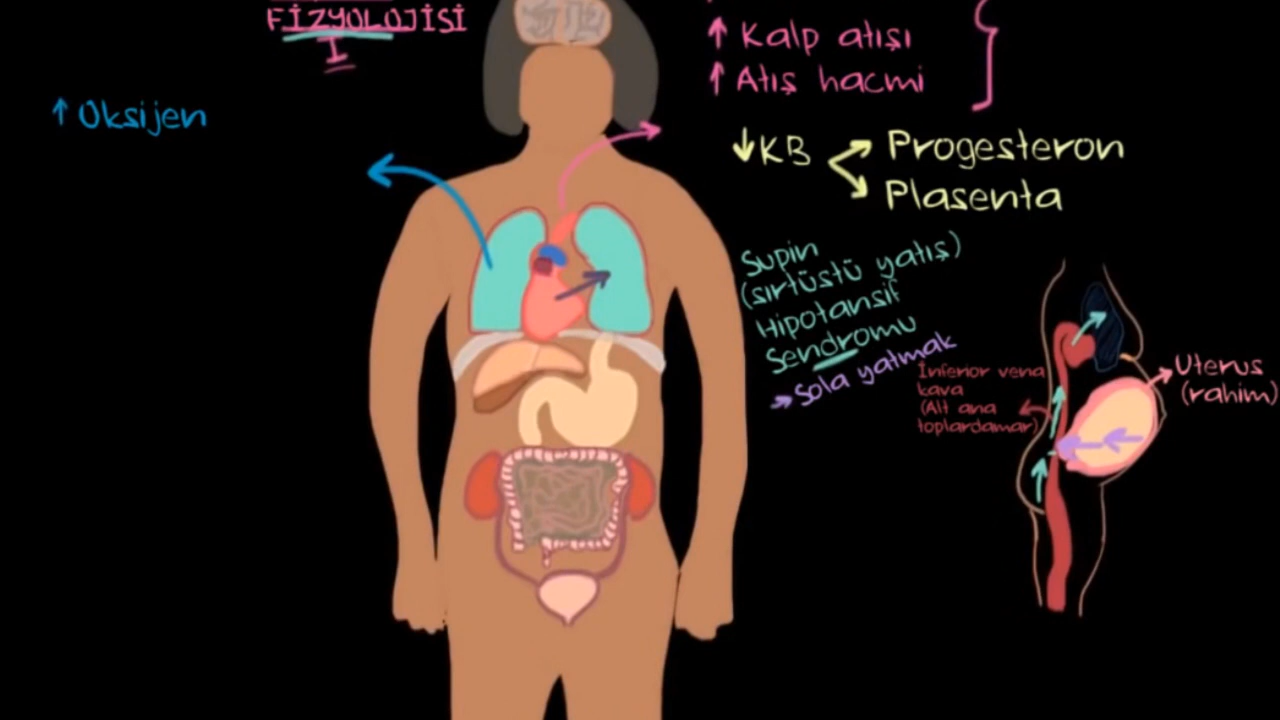 FİZYOLOJİSİ
I
↑ Oksijen
↑ Kalp atışı
↑ Atış hacmi
↓KB
Progesteron
Plasenta
Supin
(sırtüstü yatış)
Hipotansif
Sendromu
→ Sola yatmak
İnferior vena
kava
(Alt ana
toplardamar)
Uterus
(rahim)